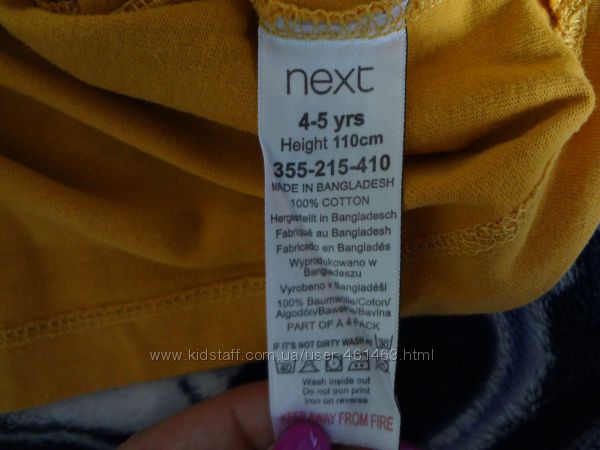 next
4-5 yrs
Height 110cm
355-215-410
MADE IN BANGLADESH
100% COTTON
Hergestellt in Bangladesch
Fabriqué au Bangladesh
Fabricado en Bangladés
Wyprodukowano w
Bangladeszu
Vyrobeno v Bangladéši
100% Baumwolle/Coton/
Algodón/Bawełna/Bavlna
PART OF A 4 PACK
IF IT'S NOT DIRTY WASH AT 30
40
Wash inside out
Do not iron print
Iron on reverse
KEEP AWAY FROM FIRE
www.kidstaff.com.ua/user-461463.html